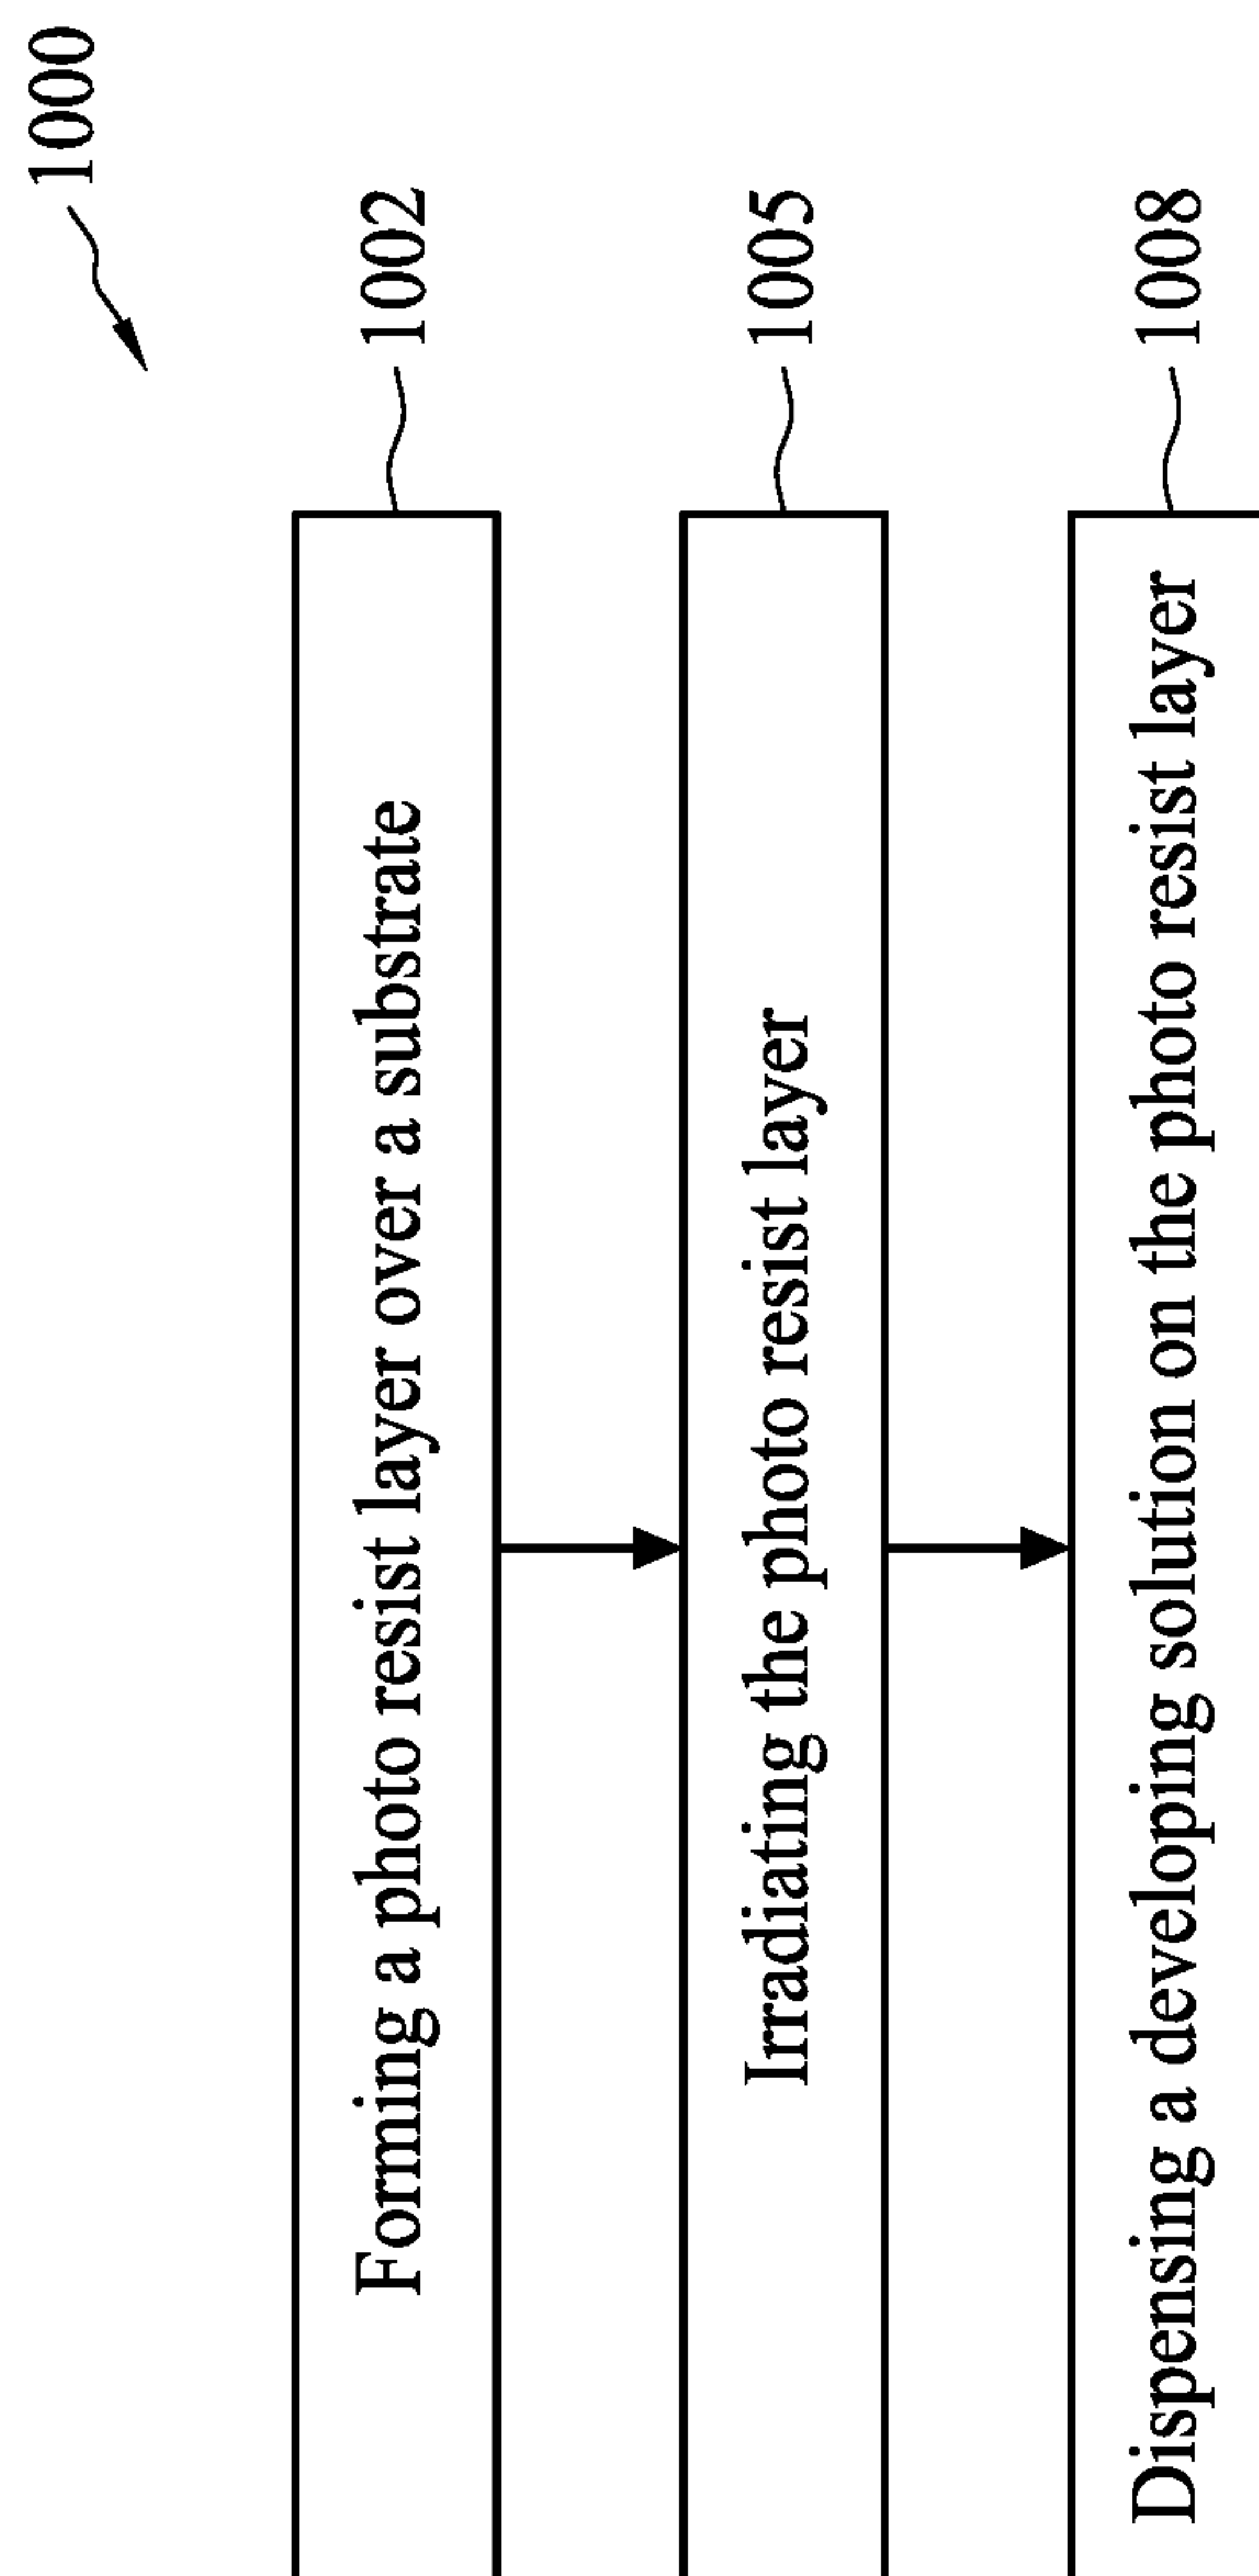 1000
Forming a photo resist layer over a substrate
1002
Irradiating the photo resist layer
1005
Dispensing a developing solution on the photo resist layer
1008